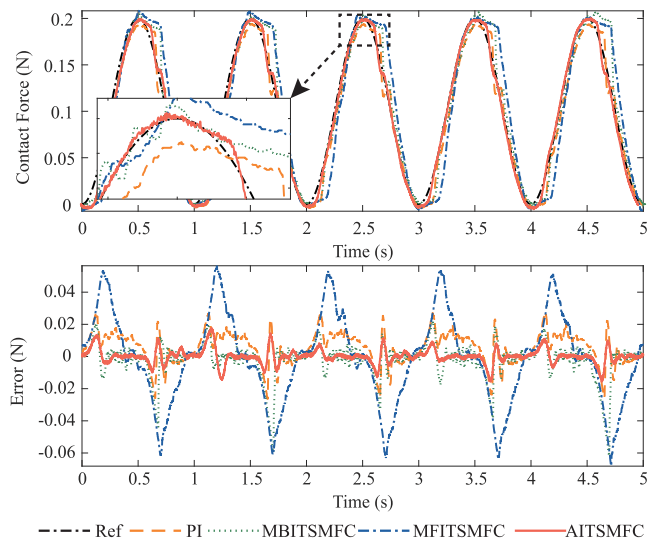 Contact Force (N)
0.2
0.15
0.1
0.05
0
0 0.5 1 1.5 2 2.5 3 3.5 4 4.5 5
Time (s)
Error (N)
0.04
0.02
0
-0.02
-0.04
-0.06
0 0.5 1 1.5 2 2.5 3 3.5 4 4.5 5
Time (s)
Ref PI MBITSMFC MFITSMFC AITSMFC